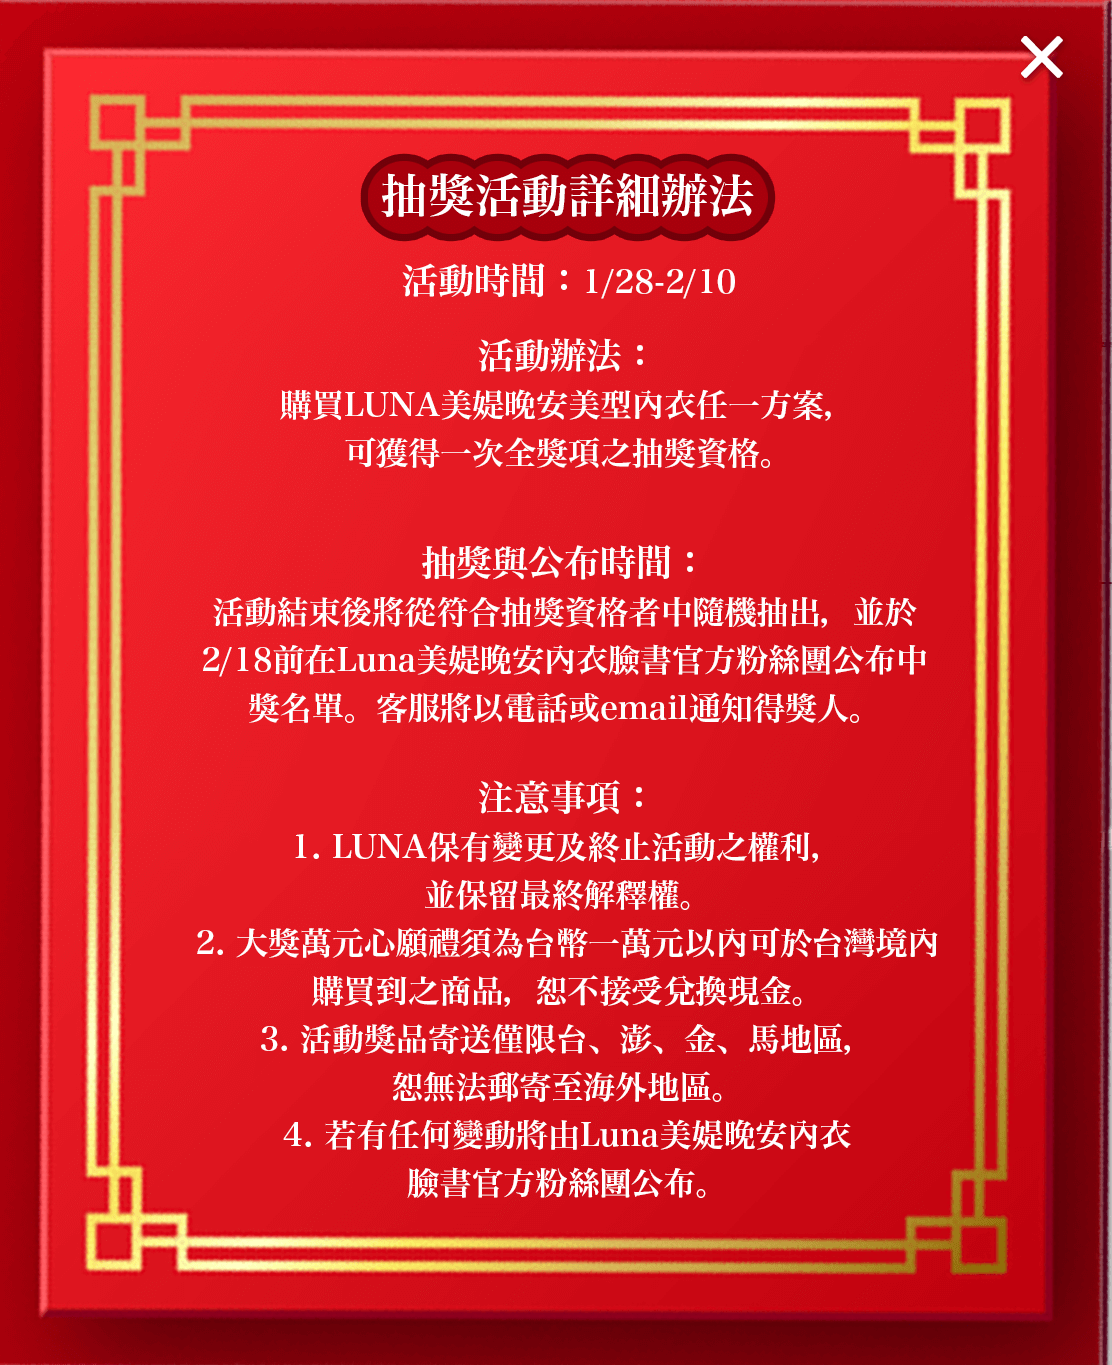 抽獎活動詳細辦法
活動時間：1/28-2/10
活動辦法：
購買LUNA美媞晚安美型內衣任一方案，
可獲得一次全獎項之抽獎資格。
抽獎與公布時間：
活動結束後將從符合抽獎資格者中隨機抽出，並於
2/18前在Luna美媞晚安內衣臉書官方粉絲團公布中
獎名單。客服將以電話或email通知得獎人。
注意事項：
1. LUNA保有變更及終止活動之權利，
並保留最終解釋權。
2. 大獎萬元心願禮須為台幣一萬元以內可於台灣境內
購買到之商品，恕不接受兌換現金。
3. 活動獎品寄送僅限台、澎、金、馬地區，
恕無法郵寄至海外地區。
4. 若有任何變動將由Luna美媞晚安內衣
臉書官方粉絲團公布。